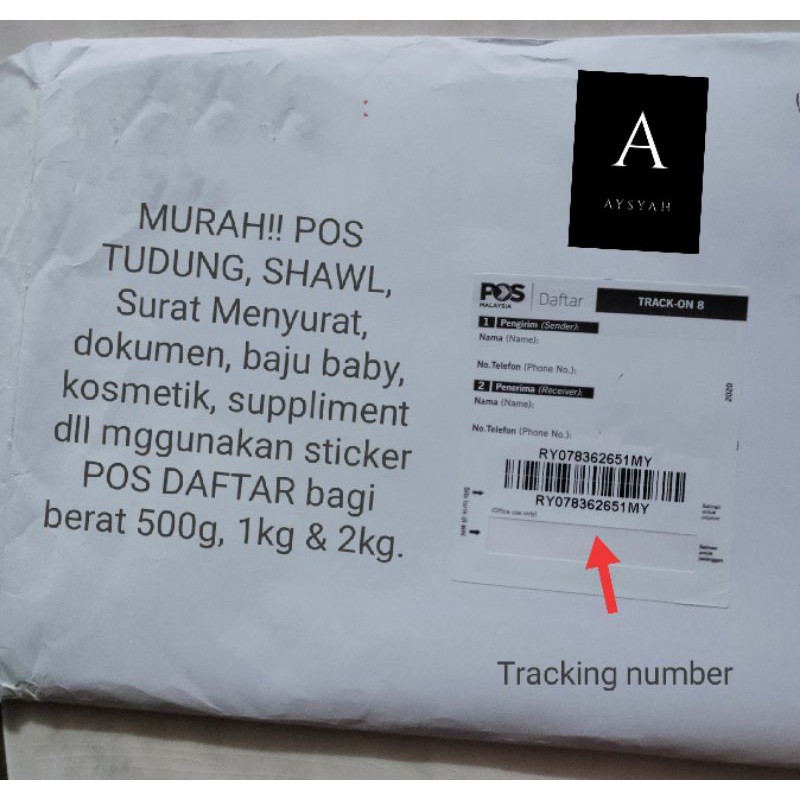 A
AYSYAH
MURAH!! POS
TUDUNG, SHAWL,
Surat Menyurat,
dokumen, baju baby,
kosmetik, suppliment
dll mggunakan sticker
POS DAFTAR bagi
berat 500g, 1kg & 2kg.
POS MALAYSIA Daftar TRACK-ON 8
1 Pengirim (Sender):
Nama (Name):
No.Telefon (Phone No.):
2 Penerima (Receiver):
Nama (Name):
No.Telefon (Phone No.):
2020
RY078362651MY
RY078362651MY
(Office use only)
Tracking number